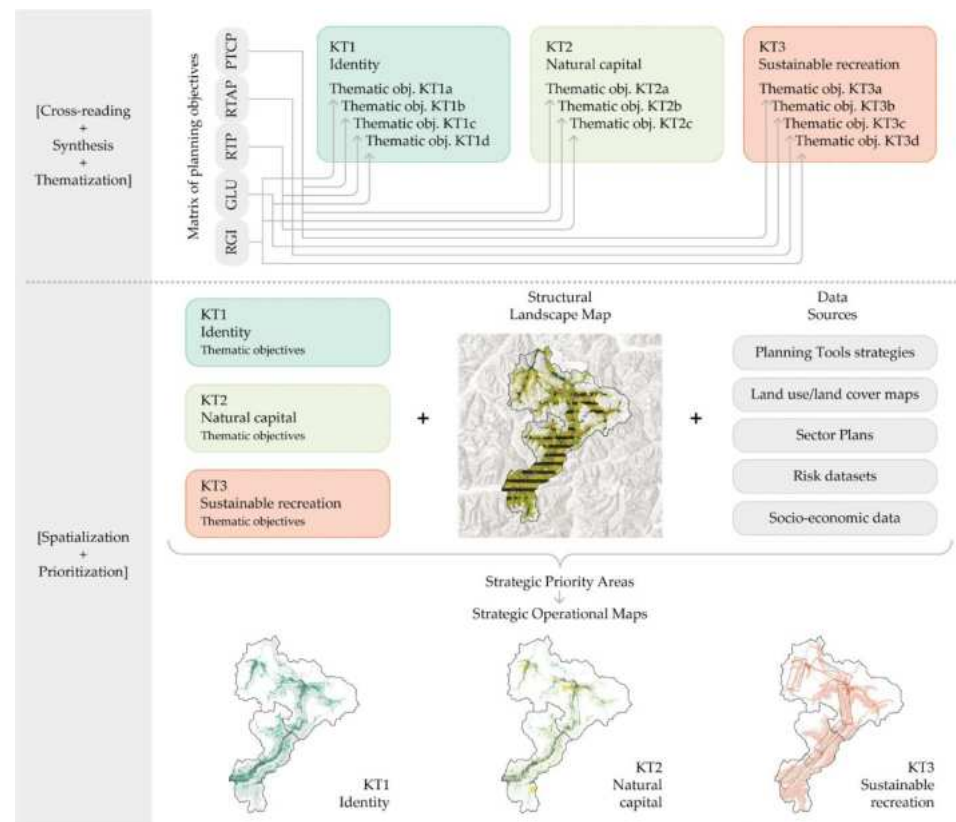 [Cross-reading
+
Synthesis
+
Thematization]
Matrix of planning objectives
PTCP
RTAP
RTP
GLU
RGI
KT1
Identity
Thematic obj. KT1a
Thematic obj. KT1b
Thematic obj. KT1c
Thematic obj. KT1d
KT2
Natural capital
Thematic obj. KT2a
Thematic obj. KT2b
Thematic obj. KT2c
KT3
Sustainable recreation
Thematic obj. KT3a
Thematic obj. KT3b
Thematic obj. KT3c
Thematic obj. KT3d
[Spatialization
+
Prioritization]
KT1
Identity
Thematic objectives
KT2
Natural capital
Thematic objectives
KT3
Sustainable recreation
Thematic objectives
+
Structural
Landscape Map
+
Data
Sources
Planning Tools strategies
Land use/land cover maps
Sector Plans
Risk datasets
Socio-economic data
Strategic Priority Areas
Strategic Operational Maps
KT1
Identity
KT2
Natural
capital
KT3
Sustainable
recreation